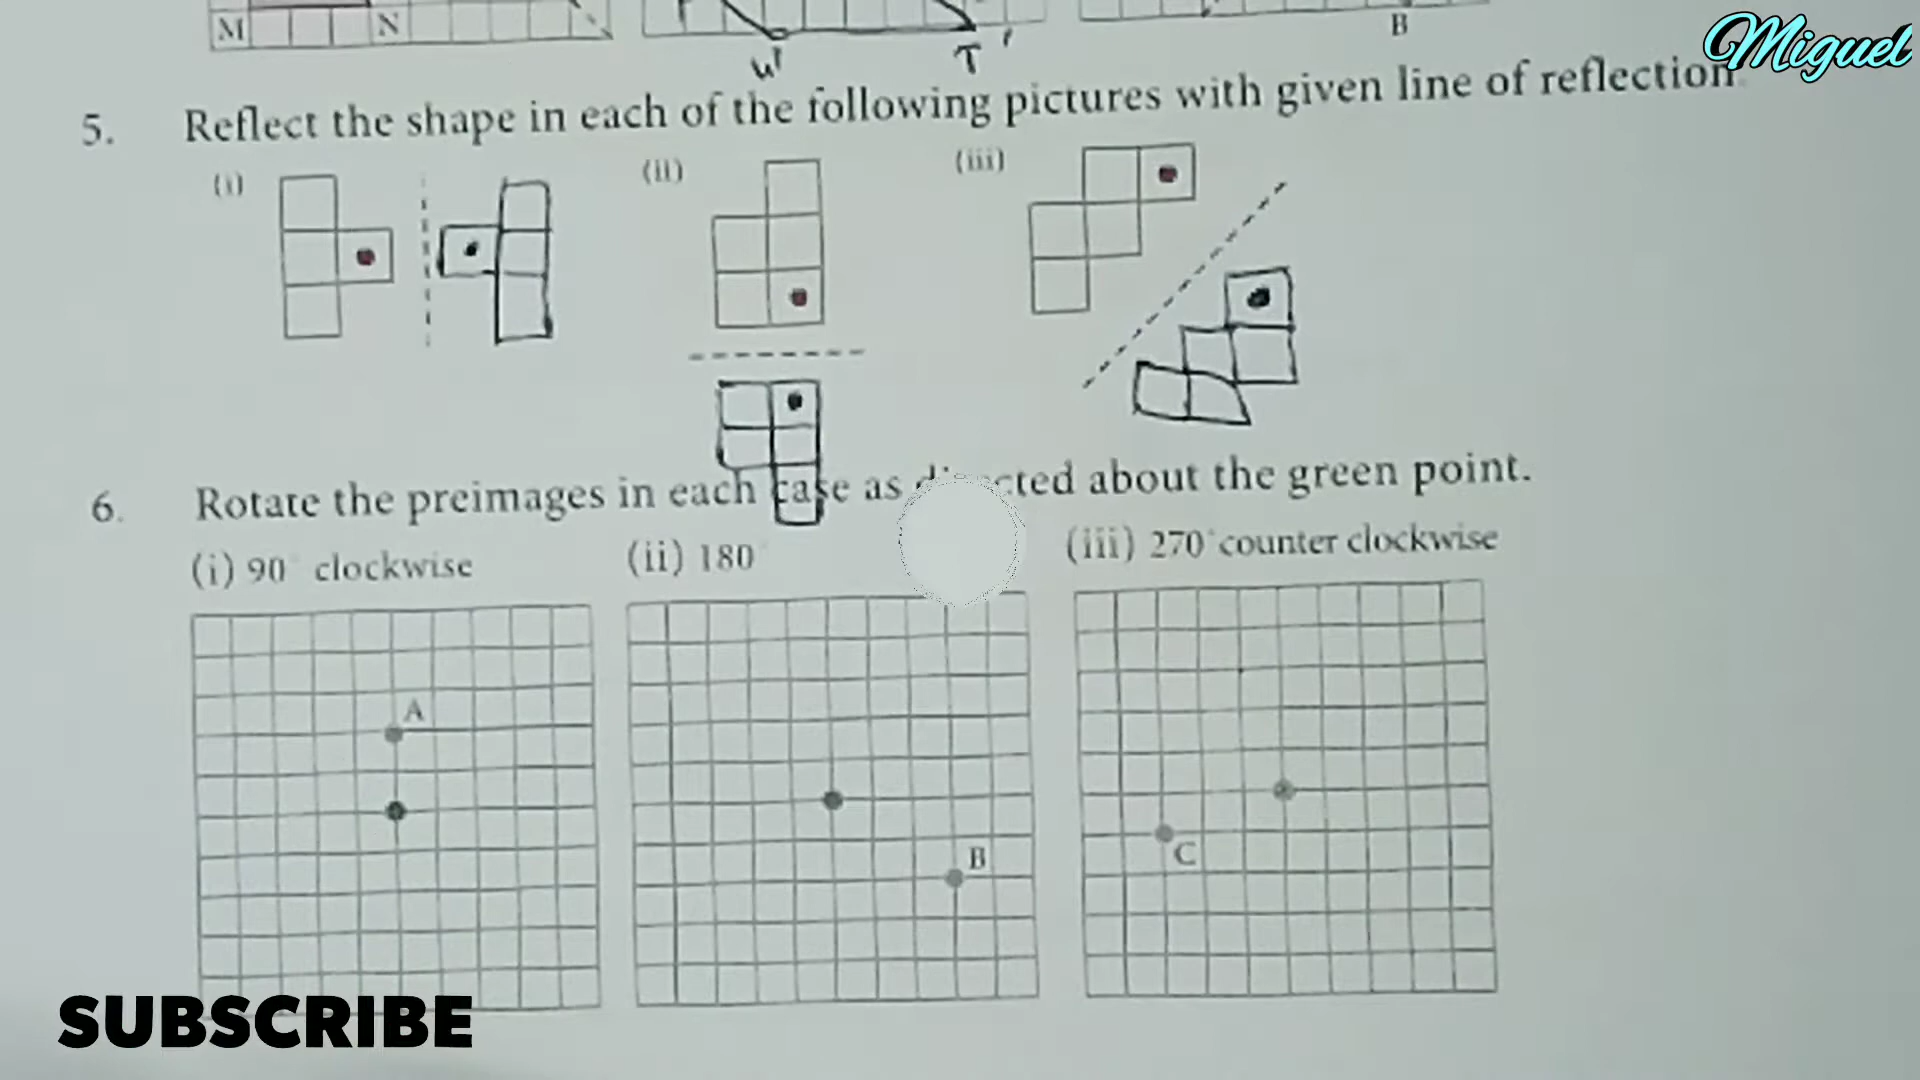 M N
u' T'
B
Miguel
5. Reflect the shape in each of the following pictures with given line of reflection
(i) (ii) (iii)
6. Rotate the preimages in each case as directed about the green point.
(i) 90° clockwise (ii) 180° (iii) 270° counter clockwise
A
B
C
SUBSCRIBE